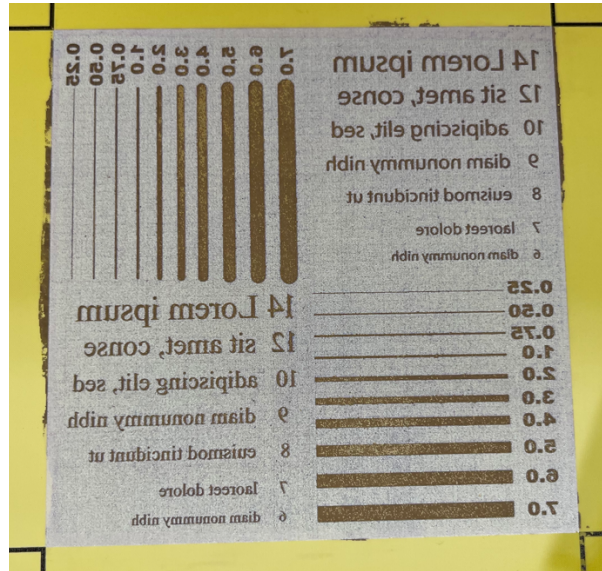 14 Lorem ipsum
12 sit amet, conse
10 adipiscing elit, sed
9 diam nonummy nibh
8 euismod tincidunt ut
7 laoreet dolore
6 diam nonummy nibh
7.0
6.0
5,0
4.0
3.0
2.0
1.0
0.75
0.50
0.25
0.25
0.50
0.75
1.0
2.0
3.0
4.0
5.0
6.0
7.0
14 Lorem ipsum
12 sit amet, conse
10 adipiscing elit, sed
9 diam nonummy nibh
8 euismod tincidunt ut
7 laoreet dolore
6 diam nonummy nibh